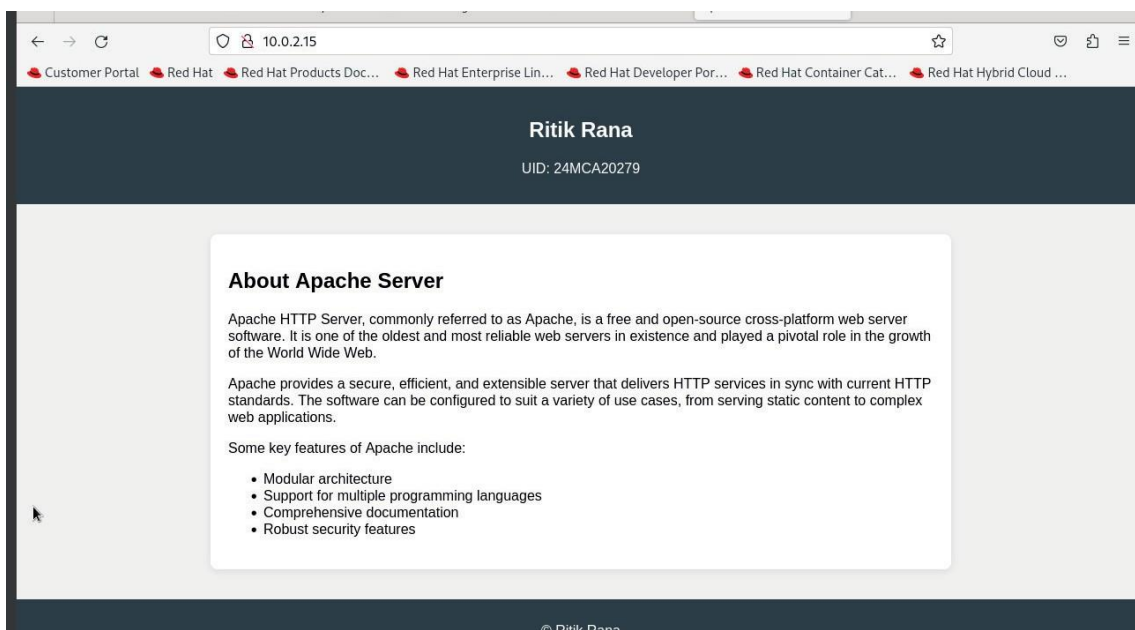 10.0.2.15
Customer Portal Red Hat Red Hat Products Doc... Red Hat Enterprise Lin... Red Hat Developer Por... Red Hat Container Cat... Red Hat Hybrid Cloud ...
Ritik Rana
UID: 24MCA20279
About Apache Server
Apache HTTP Server, commonly referred to as Apache, is a free and open-source cross-platform web server
software. It is one of the oldest and most reliable web servers in existence and played a pivotal role in the growth
of the World Wide Web.
Apache provides a secure, efficient, and extensible server that delivers HTTP services in sync with current HTTP
standards. The software can be configured to suit a variety of use cases, from serving static content to complex
web applications.
Some key features of Apache include:
• Modular architecture
• Support for multiple programming languages
• Comprehensive documentation
• Robust security features
© Ritik Rana